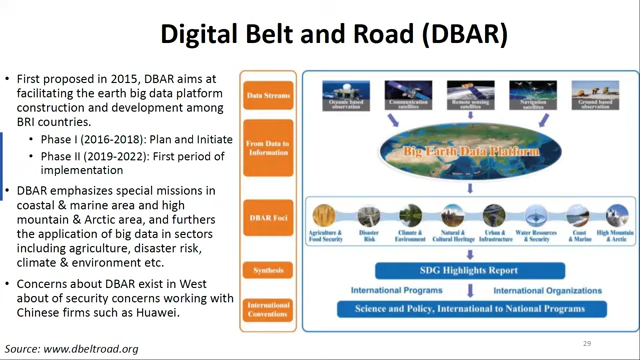 Digital Belt and Road (DBAR)
• First proposed in 2015, DBAR aims at
facilitating the earth big data platform
construction and development among
BRI countries.
• Phase I (2016-2018): Plan and Initiate
• Phase II (2019-2022): First period of
implementation
• DBAR emphasizes special missions in
coastal & marine area and high
mountain & Arctic area, and furthers
the application of big data in sectors
including agriculture, disaster risk,
climate & environment etc.
• Concerns about DBAR exist in West
about of security concerns working with
Chinese firms such as Huawei.
Source: www.dbeltroad.org
Data Streams
From Data to
Information
DBAR Foci
Synthesis
International
Conventions
Oceanic based
observation
Communication
satellites
Remote sensing
satellites
Navigation
satellites
Ground based
observation
Big Earth Data Platform
Agriculture &
Food Security
Disaster
Risk
Climate &
Environment
Natural &
Cultural Heritage
Urban &
Infrastructure
Water Resources
& Security
Coast
& Marine
High Mountain
& Arctic
SDG Highlights Report
International Programs
International Organizations
Science and Policy, International to National Programs
29